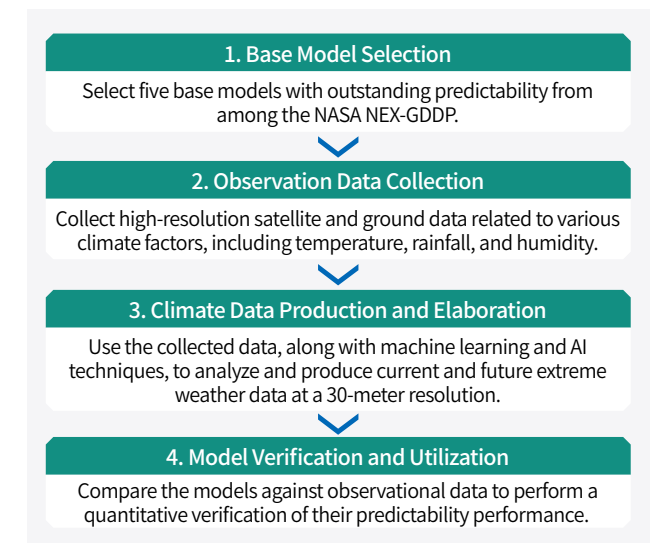 1. Base Model Selection
Select five base models with outstanding predictability from
among the NASA NEX-GDDP.
2. Observation Data Collection
Collect high-resolution satellite and ground data related to various
climate factors, including temperature, rainfall, and humidity.
3. Climate Data Production and Elaboration
Use the collected data, along with machine learning and AI
techniques, to analyze and produce current and future extreme
weather data at a 30-meter resolution.
4. Model Verification and Utilization
Compare the models against observational data to perform a
quantitative verification of their predictability performance.